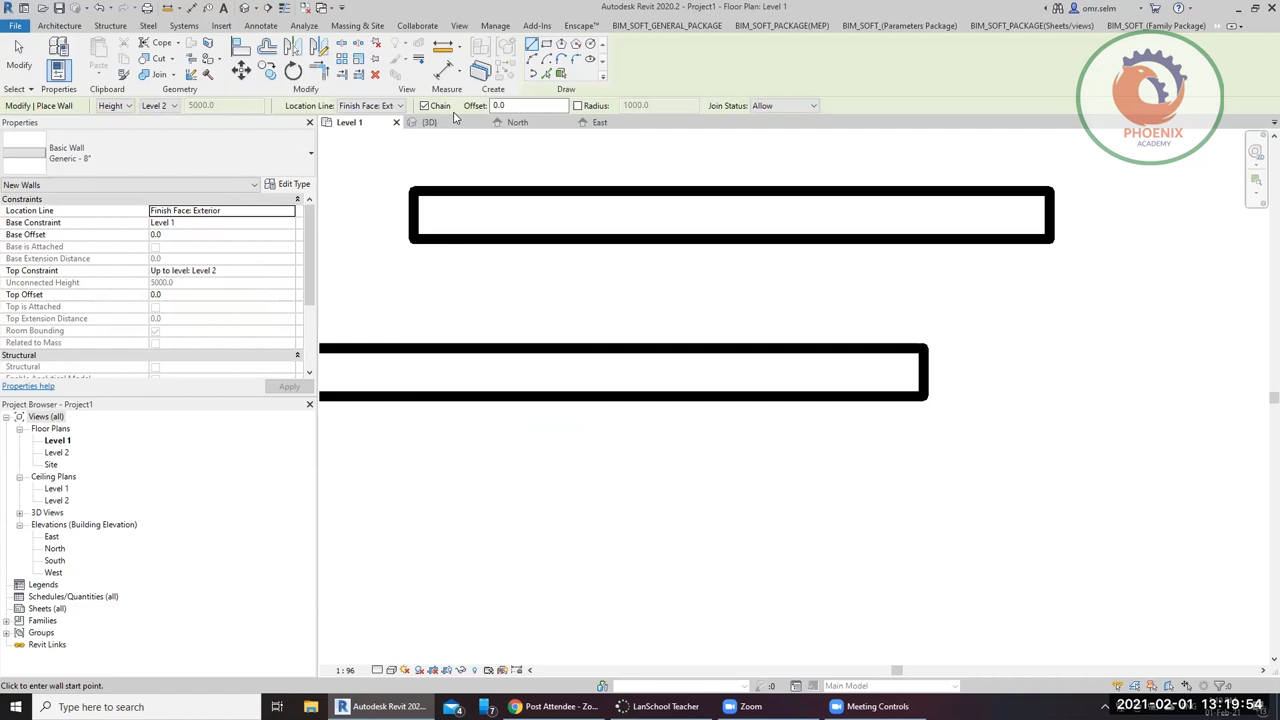 Autodesk Revit 2020.2 - Project1 - Floor Plan: Level 1
omr.selm
File Architecture Structure Steel Systems Insert Annotate Analyze Massing & Site Collaborate View Manage Add-Ins Enscape™ BIM_SOFT_GENERAL_PACKAGE BIM_SOFT_PACKAGE(MEP) BIM_SOFT_(Parameters Package) BIM_SOFT_PACKAGE(Sheets/views) BIM_SOFT_(Family Package)
Modify Paste Cope Cut Join
Select Properties Clipboard Geometry Modify View Measure Create Draw
Modify | Place Wall Height Level 2 5000.0 Location Line: Finish Face: Ext Chain Offset: 0.0 Radius: 1000.0 Join Status: Allow
PHOENIX
ACADEMY
Properties
Level 1 {3D} North East
Basic Wall
Generic - 8"
New Walls Edit Type
Constraints
Location Line Finish Face: Exterior
Base Constraint Level 1
Base Offset 0.0
Base is Attached
Base Extension Distance 0.0
Top Constraint Up to level: Level 2
Unconnected Height 5000.0
Top Offset 0.0
Top is Attached
Top Extension Distance 0.0
Room Bounding
Related to Mass
Structural
Structural
Enable Analytical Model
Properties help Apply
Project Browser - Project1
Views (all)
Floor Plans
Level 1
Level 2
Site
Ceiling Plans
Level 1
Level 2
3D Views
Elevations (Building Elevation)
East
North
South
West
Legends
Schedules/Quantities (all)
Sheets (all)
Families
Groups
Revit Links
1 : 96
Click to enter wall start point.
:0 Main Model :0
Type here to search
4 7
Autodesk Revit 2020... Post Attendee - Zo... LanSchool Teacher Zoom Meeting Controls
2021-02-01 13:19:54
01-Feb-21